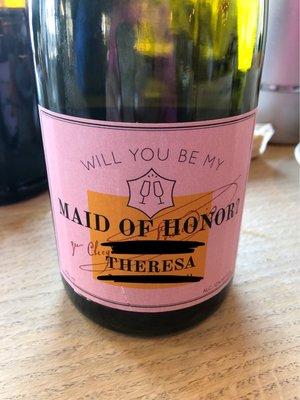 WILL YOU BE MY
MAID OF HONOR?
THERESA